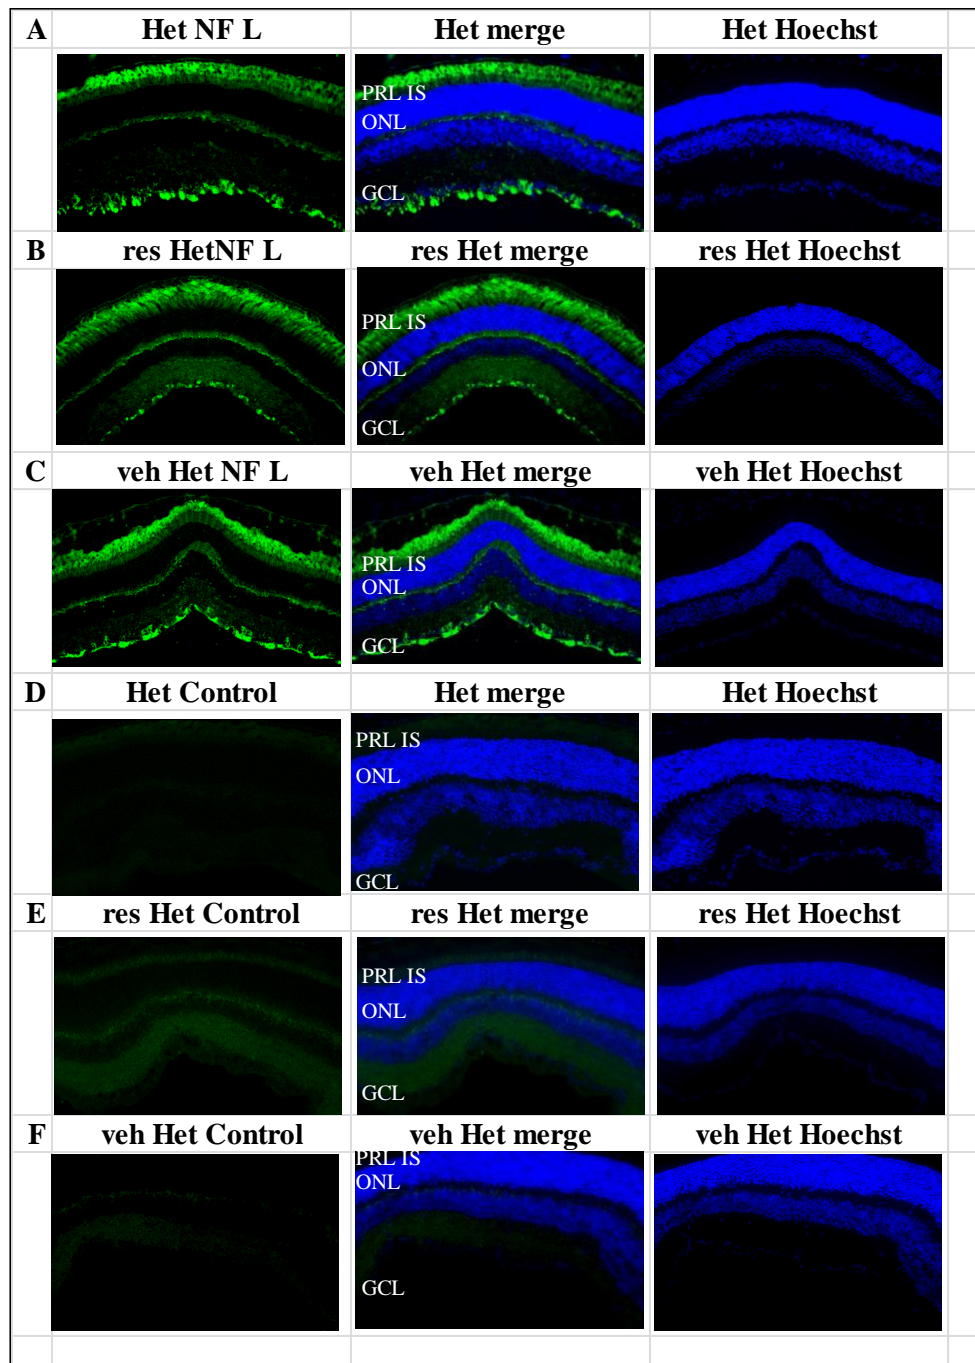 A Het NF L Het merge Het Hoechst
PRL IS
ONL
GCL
B res HetNF L res Het merge res Het Hoechst
PRL IS
ONL
GCL
C veh Het NF L veh Het merge veh Het Hoechst
PRL IS
ONL
GCL
D Het Control Het merge Het Hoechst
PRL IS
ONL
GCL
E res Het Control res Het merge res Het Hoechst
PRL IS
ONL
GCL
F veh Het Control veh Het merge veh Het Hoechst
PRL IS
ONL
GCL